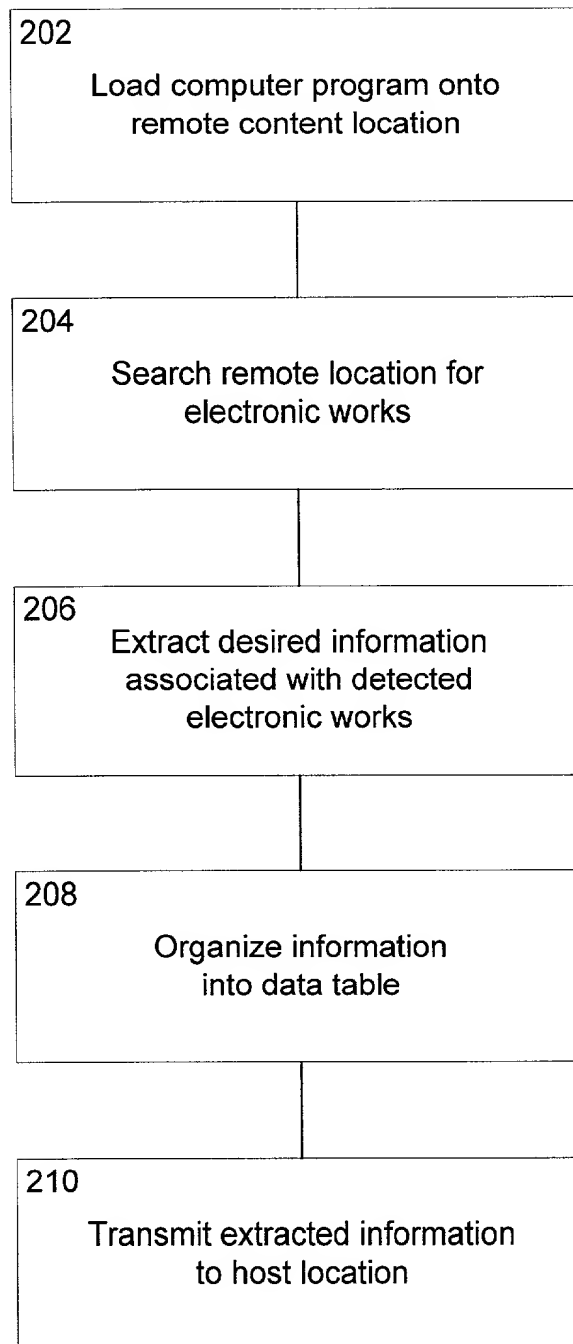 202
Load computer program onto
remote content location
204
Search remote location for
electronic works
206
Extract desired information
associated with detected
electronic works
208
Organize information
into data table
210
Transmit extracted information
to host location